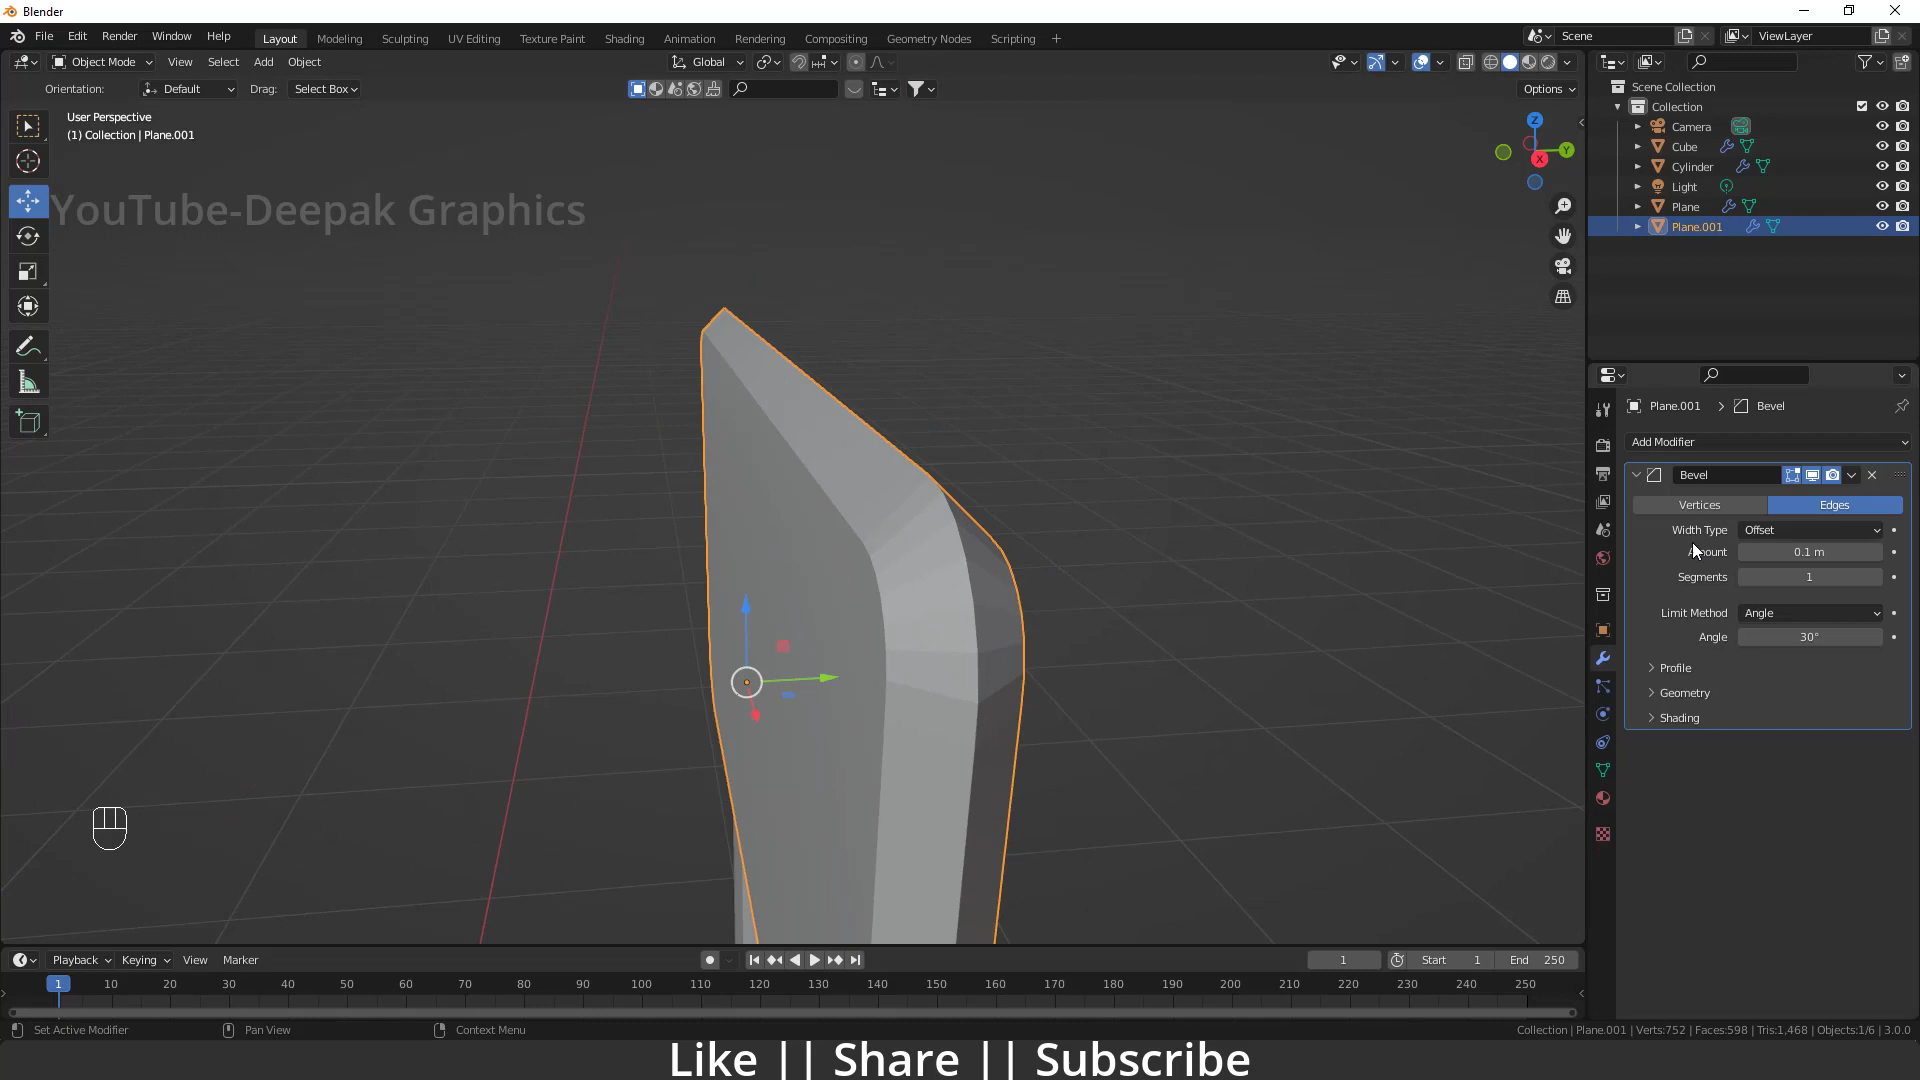 Blender
File Edit Render Window Help
Layout Modeling Sculpting UV Editing Texture Paint Shading Animation Rendering Compositing Geometry Nodes Scripting +
Scene
ViewLayer
Object Mode View Select Add Object
Global
Orientation: Default Drag: Select Box
Options
User Perspective
(1) Collection | Plane.001
YouTube-Deepak Graphics
Z
Y
X
Scene Collection
Collection
Camera
Cube
Cylinder
Light
Plane
Plane.001
Plane.001 > Bevel
Add Modifier
Bevel
Vertices Edges
Width Type Offset
Amount 0.1 m
Segments 1
Limit Method Angle
Angle 30°
Profile
Geometry
Shading
Playback Keying View Marker
1
Start 1
End 250
1 10 20 30 40 50 60 70 80 90 100 110 120 130 140 150 160 170 180 190 200 210 220 230 240 250
Set Active Modifier Pan View Context Menu
Collection | Plane.001 | Verts:752 | Faces:598 | Tris:1,468 | Objects:1/6 | 3.0.0
Like || Share || Subscribe